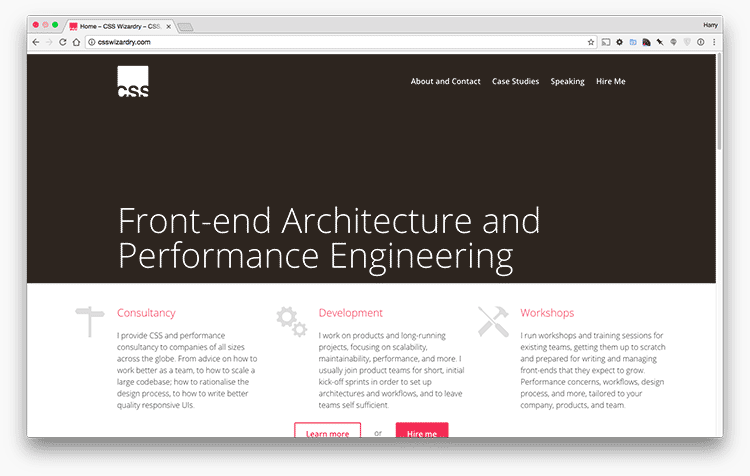 Home – CSS Wizardry – CSS
Harry
csswizardry.com
CSS
About and Contact Case Studies Speaking Hire Me
Front-end Architecture and
Performance Engineering
Consultancy
I provide CSS and performance
consultancy to companies of all sizes
across the globe. From advice on how to
work better as a team, to how to scale a
large codebase; how to rationalise the
design process, to how to write better
quality responsive UIs.
Development
I work on products and long-running
projects, focusing on scalability,
maintainability, performance, and more. I
usually join product teams for short, initial
kick-off sprints in order to set up
architectures and workflows, and to leave
teams self sufficient.
Workshops
I run workshops and training sessions for
existing teams, getting them up to scratch
and prepared for writing and managing
front-ends that they expect to grow.
Performance concerns, workflows, design
process, and more, tailored to your
company, products, and team.
Learn more or Hire me